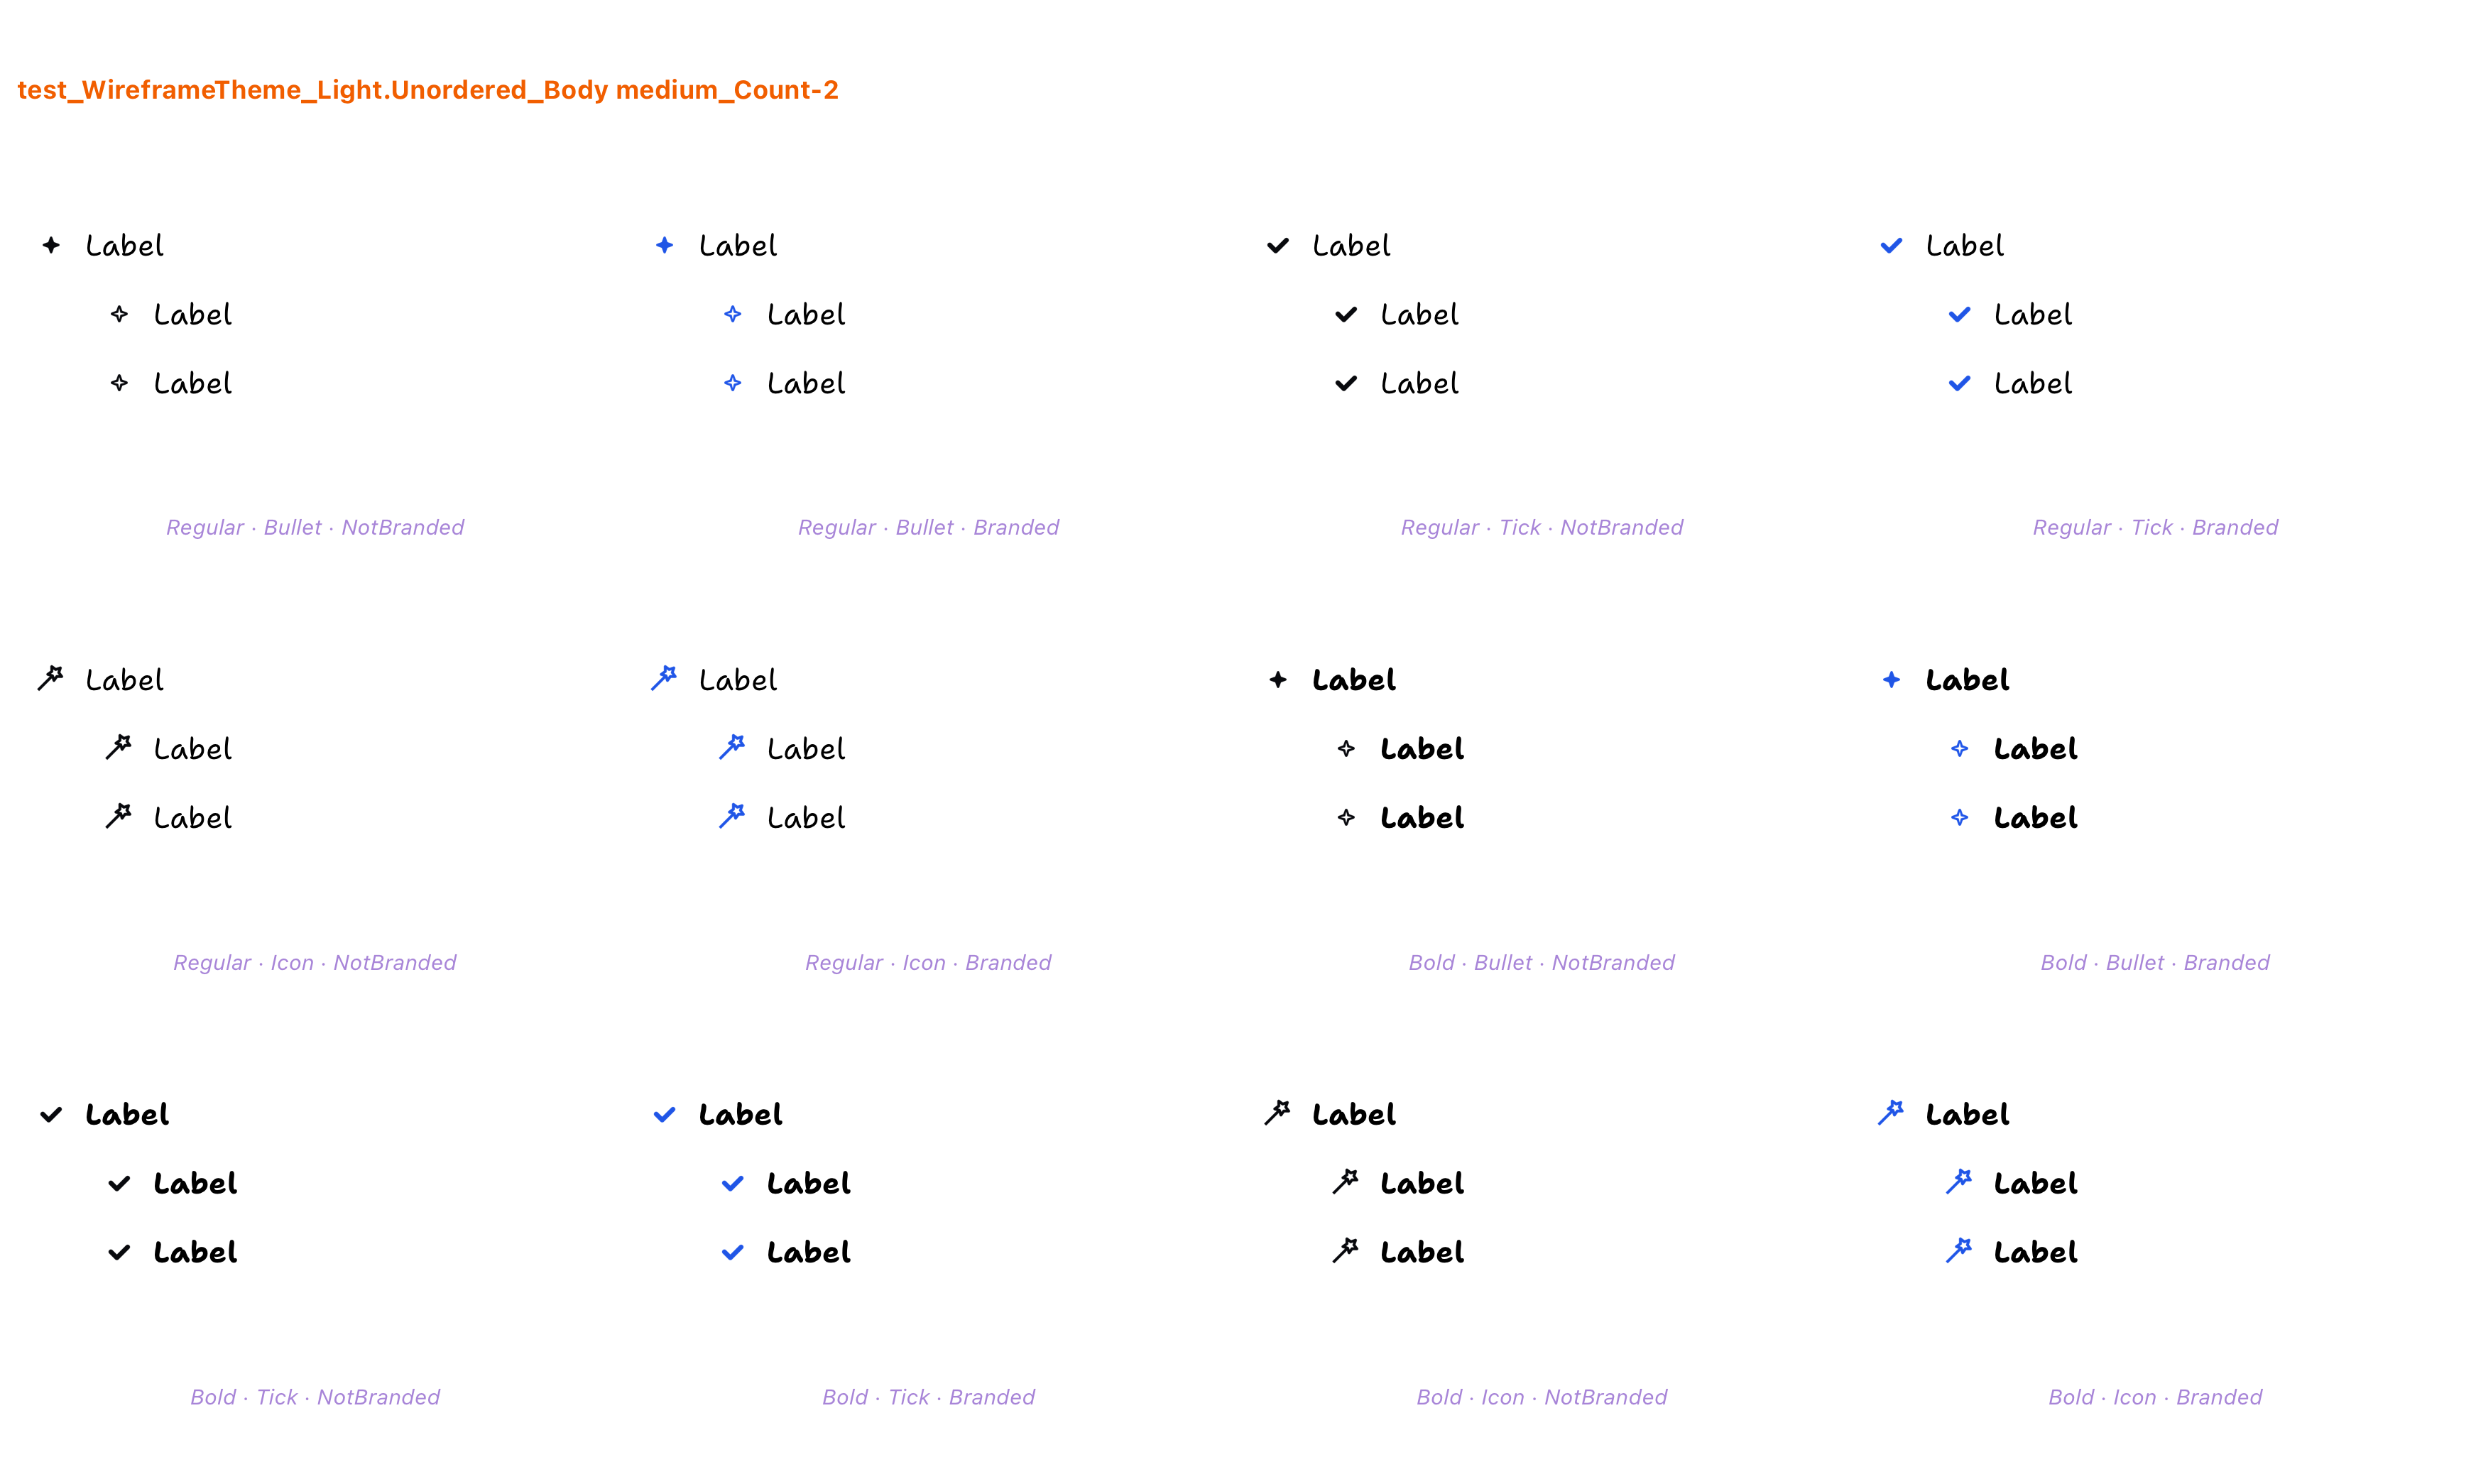 test_WireframeTheme_Light.Unordered_Body medium_Count-2
Label
Label
Label
Regular · Bullet · NotBranded
Label
Label
Label
Regular · Bullet · Branded
Label
Label
Label
Regular · Tick · NotBranded
Label
Label
Label
Regular · Tick · Branded
Label
Label
Label
Regular · Icon · NotBranded
Label
Label
Label
Regular · Icon · Branded
Label
Label
Label
Bold · Bullet · NotBranded
Label
Label
Label
Bold · Bullet · Branded
Label
Label
Label
Bold · Tick · NotBranded
Label
Label
Label
Bold · Tick · Branded
Label
Label
Label
Bold · Icon · NotBranded
Label
Label
Label
Bold · Icon · Branded